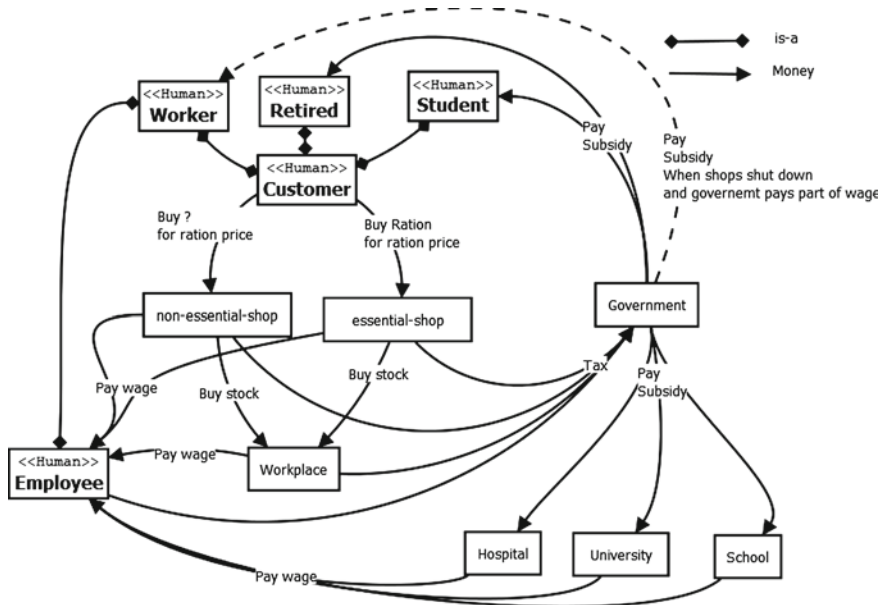 is-a
Money
<<Human>>
Worker
<<Human>>
Retired
<<Human>>
Student
<<Human>>
Customer
Pay
Subsidy
Pay
Subsidy
When shops shut down
and governemt pays part of wage
Buy ?
for ration price
Buy Ration
for ration price
non-essential-shop
essential-shop
Government
Pay wage
Buy stock
Buy stock
Tax
Pay
Subsidy
<<Human>>
Employee
Pay wage
Workplace
Hospital
University
School
Pay wage